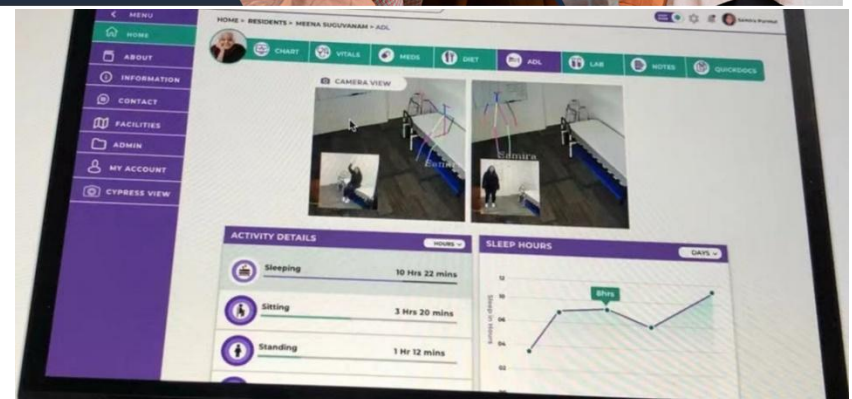 MENU
HOME
ABOUT
INFORMATION
CONTACT
FACILITIES
ADMIN
MY ACCOUNT
CYPRESS VIEW
HOME > RESIDENTS > MEENA SUGUVANAM > ADL
CHART
VITALS
MEDS
DIET
ADL
LAB
NOTES
QUICKDOCS
CAMERA VIEW
Samira
ACTIVITY DETAILS
HOURS
Sleeping
10 Hrs 22 mins
Sitting
3 Hrs 20 mins
Standing
1 Hr 12 mins
SLEEP HOURS
DAYS
Sleep in Hours
12
10
06
04
02
8hrs